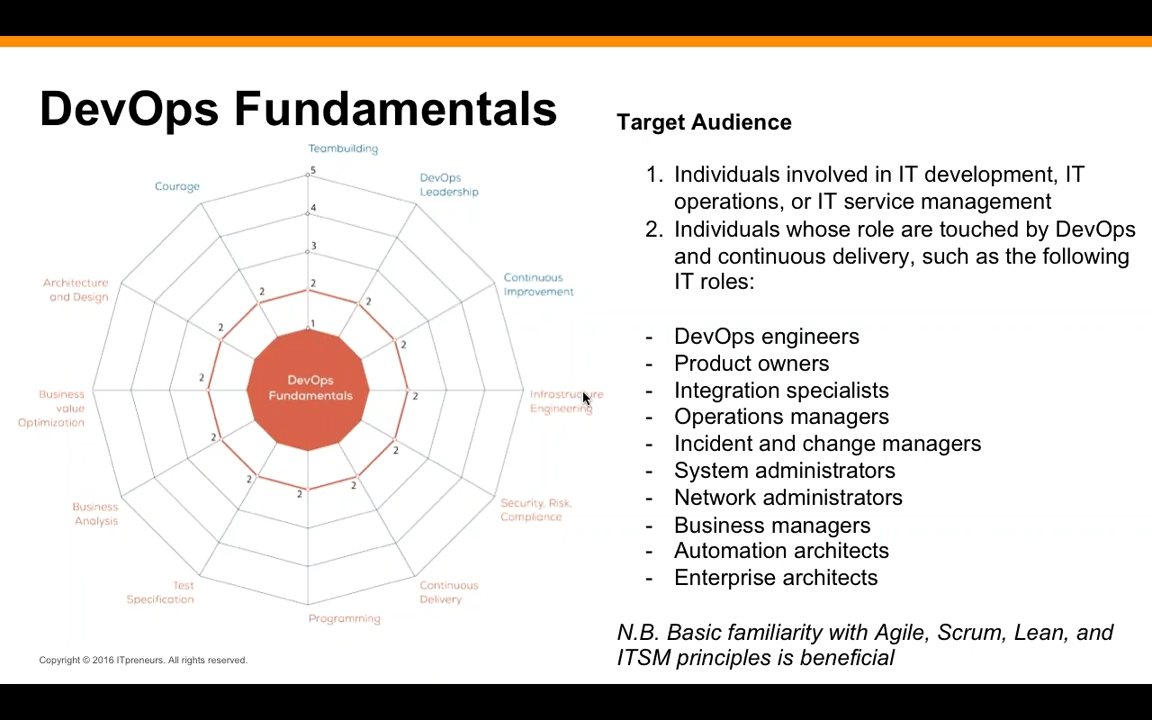 DevOps Fundamentals
Teambuilding
DevOps
Leadership
Continuous
Improvement
Infrastructure
Engineering
Security, Risk,
Compliance
Continuous
Delivery
Programming
Test
Specification
Business
Analysis
Business
value
Optimization
Architecture
and Design
Courage
5
4
3
2
1
2
2
2
2
2
2
2
2
2
2
2
DevOps
Fundamentals
Target Audience
1. Individuals involved in IT development, IT
operations, or IT service management
2. Individuals whose role are touched by DevOps
and continuous delivery, such as the following
IT roles:
- DevOps engineers
- Product owners
- Integration specialists
- Operations managers
- Incident and change managers
- System administrators
- Network administrators
- Business managers
- Automation architects
- Enterprise architects
N.B. Basic familiarity with Agile, Scrum, Lean, and
ITSM principles is beneficial
Copyright © 2016 ITpreneurs. All rights reserved.